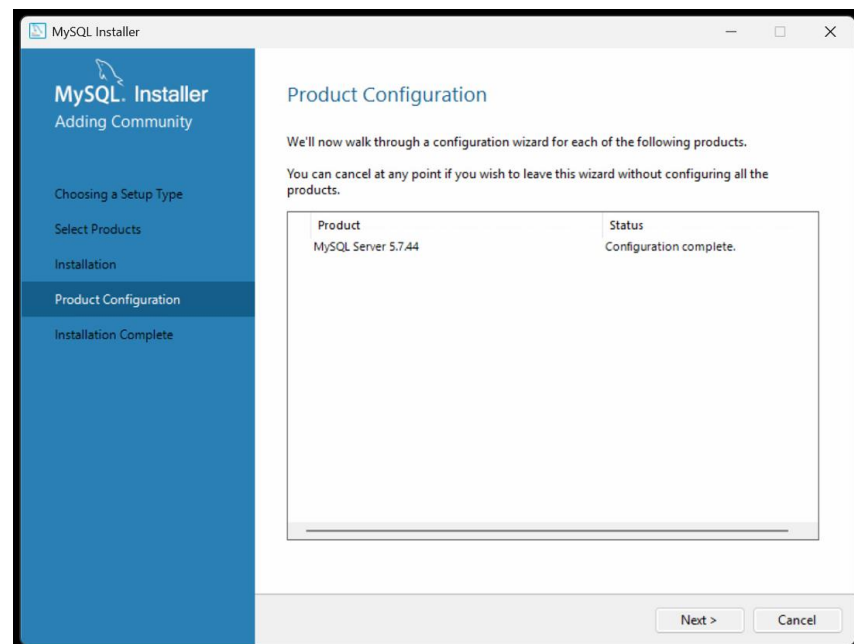 MySQL Installer
MySQL. Installer
Adding Community
Choosing a Setup Type
Select Products
Installation
Product Configuration
Installation Complete
Product Configuration
We'll now walk through a configuration wizard for each of the following products.
You can cancel at any point if you wish to leave this wizard without configuring all the
products.
Product Status
MySQL Server 5.7.44 Configuration complete.
Next > Cancel